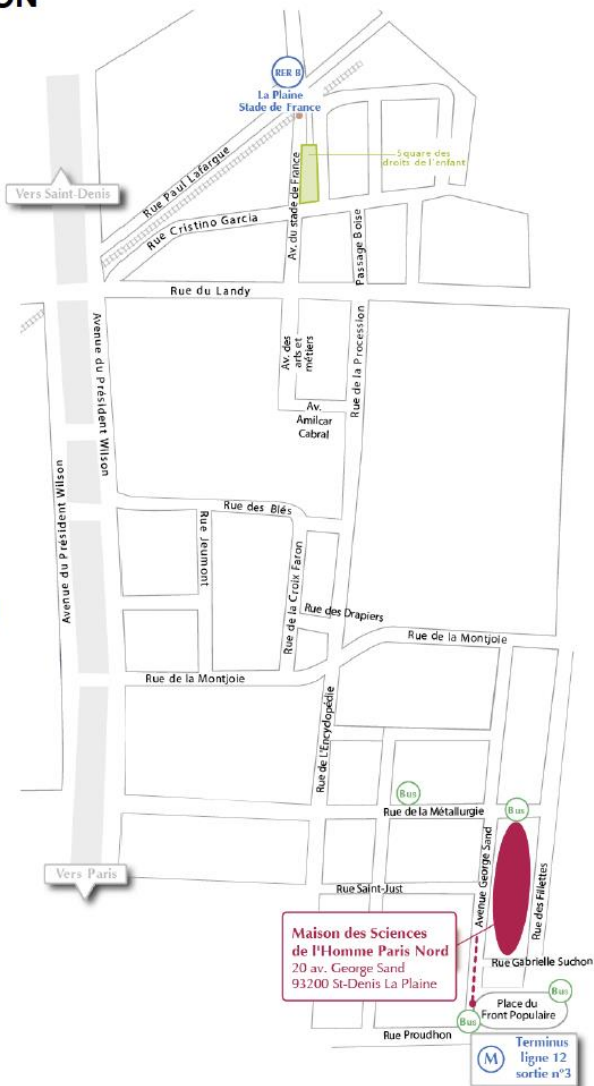 ON
RER B
La Plaine
Stade de France
Square des
droits de l'enfant
Rue Paul Lafargue
Vers Saint-Denis
Rue Cristino Garcia
Av. du stade de France
Passage Boise
Rue du Landy
Avenue du Président Wilson
Av. des
arts et
métiers
Rue de la Procession
Av.
Amilcar
Cabral
Avenue du Président Wilson
Rue des Blés
Rue Jeumont
Rue de la Croix Faron
Rue des Drapiers
Rue de la Montjoie
Rue de la Montjoie
Rue de L'Encyclopédie
Bus
Rue de la Métallurgie
Bus
Vers Paris
Avenue George Sand
Rue des Fillettes
Rue Saint-Just
Maison des Sciences
de l'Homme Paris Nord
20 av. George Sand
93200 St-Denis La Plaine
Rue Gabrielle Suchon
Bus
Place du
Front Populaire
Bus
Rue Proudhon
M
Terminus
ligne 12
sortie n°3